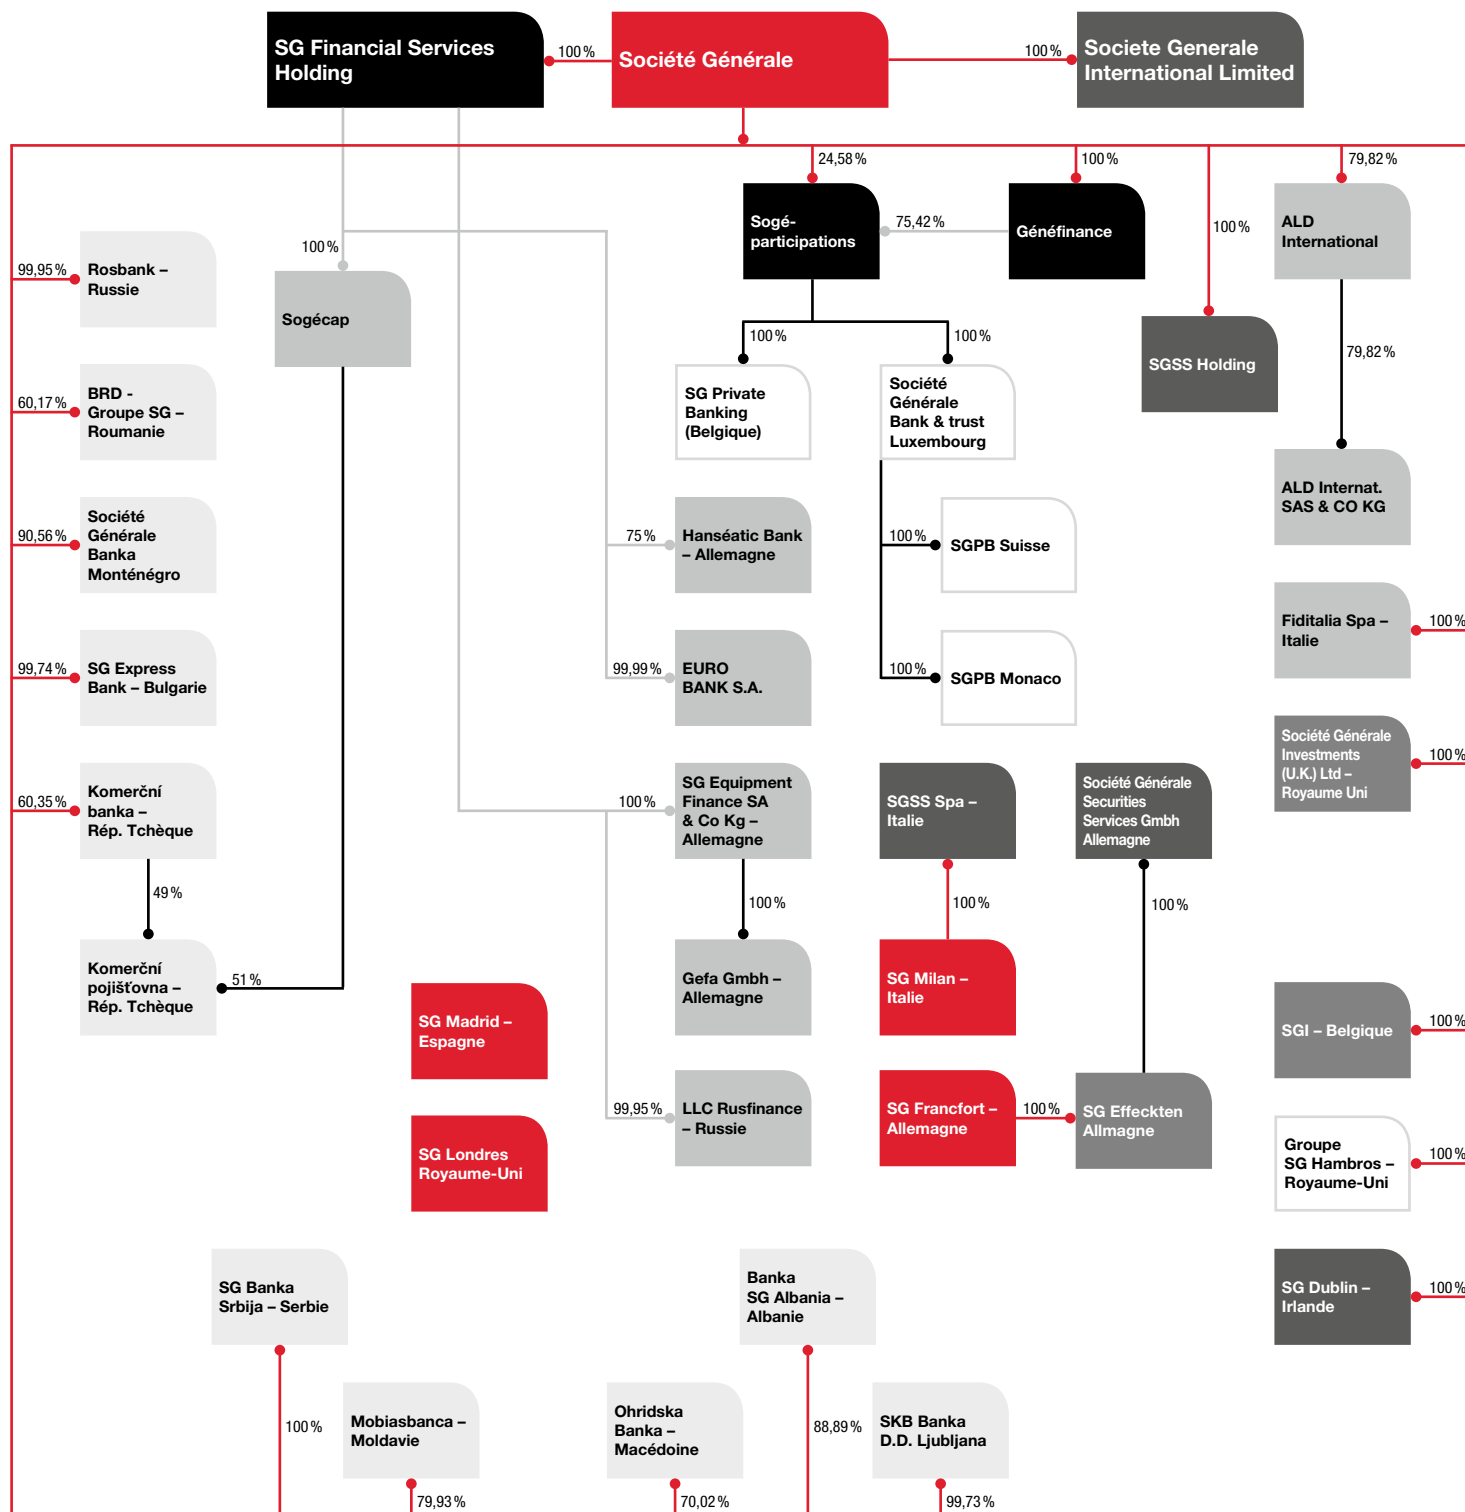 SG Financial Services
Holding
100 %
Société Générale
100 %
Societe Generale
International Limited
24,58 %
100 %
79,82 %
Sogé-
participations
75,42 %
Généfinance
100 %
ALD
International
100 %
99,95 %
Rosbank –
Russie
Sogécap
100 %
100 %
79,82 %
SGSS Holding
60,17 %
BRD -
Groupe SG –
Roumanie
SG Private
Banking
(Belgique)
Société
Générale
Bank & trust
Luxembourg
ALD Internat.
SAS & CO KG
90,56 %
Société
Générale
Banka
Monténégro
75 %
Hanséatic Bank
– Allemagne
100 %
SGPB Suisse
Fiditalia Spa –
Italie
100 %
99,74 %
SG Express
Bank – Bulgarie
99,99 %
EURO
BANK S.A.
100 %
SGPB Monaco
Société Générale
Investments
(U.K.) Ltd –
Royaume Uni
100 %
60,35 %
Komerční
banka –
Rép. Tchèque
100 %
SG Equipment
Finance SA
& Co Kg –
Allemagne
SGSS Spa –
Italie
Société Générale
Securities
Services Gmbh
Allemagne
49 %
100 %
100 %
100 %
Komerční
pojišťovna –
Rép. Tchèque
51 %
Gefa Gmbh –
Allemagne
SG Milan –
Italie
SG Madrid –
Espagne
SGI – Belgique
100 %
99,95 %
LLC Rusfinance
– Russie
SG Francfort –
Allemagne
100 %
SG Effeckten
Allmagne
SG Londres
Royaume-Uni
Groupe
SG Hambros –
Royaume-Uni
100 %
SG Banka
Srbija – Serbie
Banka
SG Albania –
Albanie
SG Dublin –
Irlande
100 %
100 %
Mobiasbanca –
Moldavie
Ohridska
Banka –
Macédoine
88,89 %
SKB Banka
D.D. Ljubljana
79,93 %
70,02 %
99,73 %